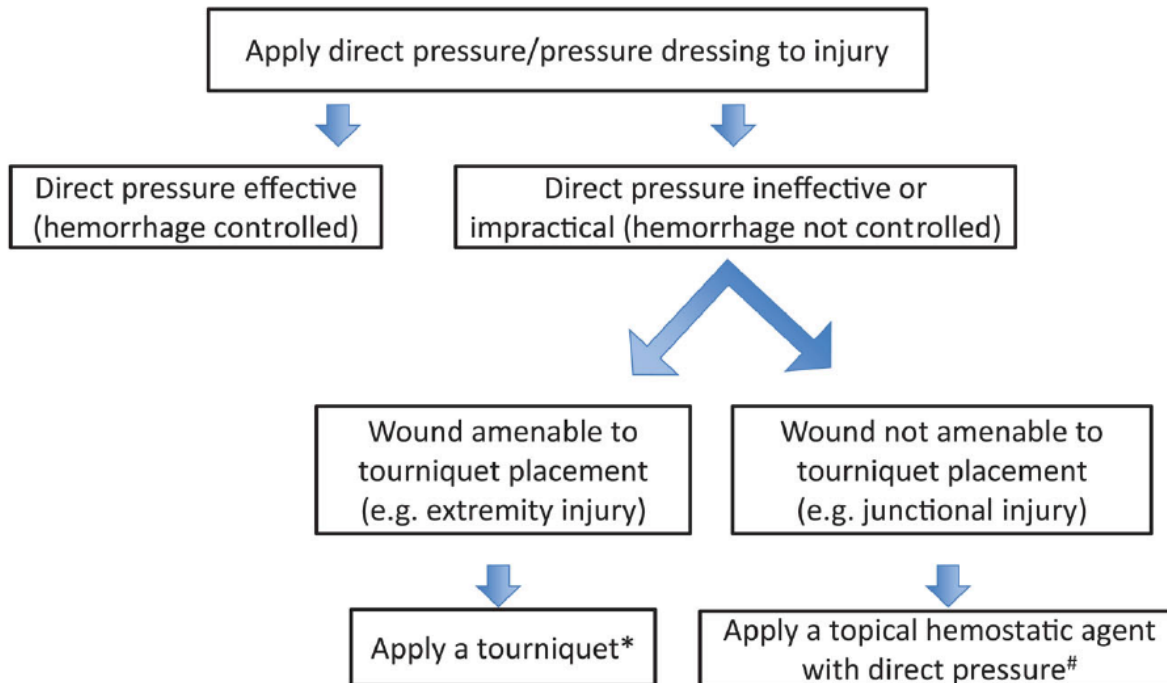 Apply direct pressure/pressure dressing to injury
Direct pressure effective
(hemorrhage controlled)
Direct pressure ineffective or
impractical (hemorrhage not controlled)
Wound amenable to
tourniquet placement
(e.g. extremity injury)
Wound not amenable to
tourniquet placement
(e.g. junctional injury)
Apply a tourniquet*
Apply a topical hemostatic agent
with direct pressure#